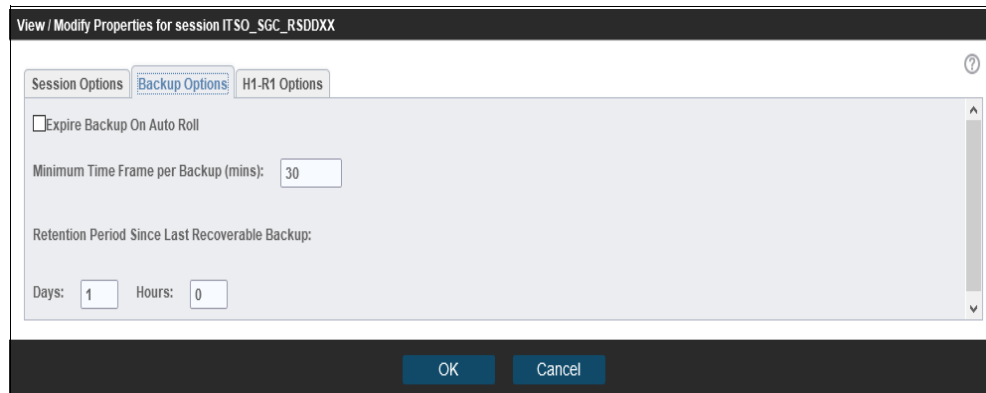 View / Modify Properties for session ITSO_SGC_RSDDXX
?
Session Options Backup Options H1-R1 Options
Expire Backup On Auto Roll
Minimum Time Frame per Backup (mins): 30
Retention Period Since Last Recoverable Backup:
Days: 1 Hours: 0
OK Cancel